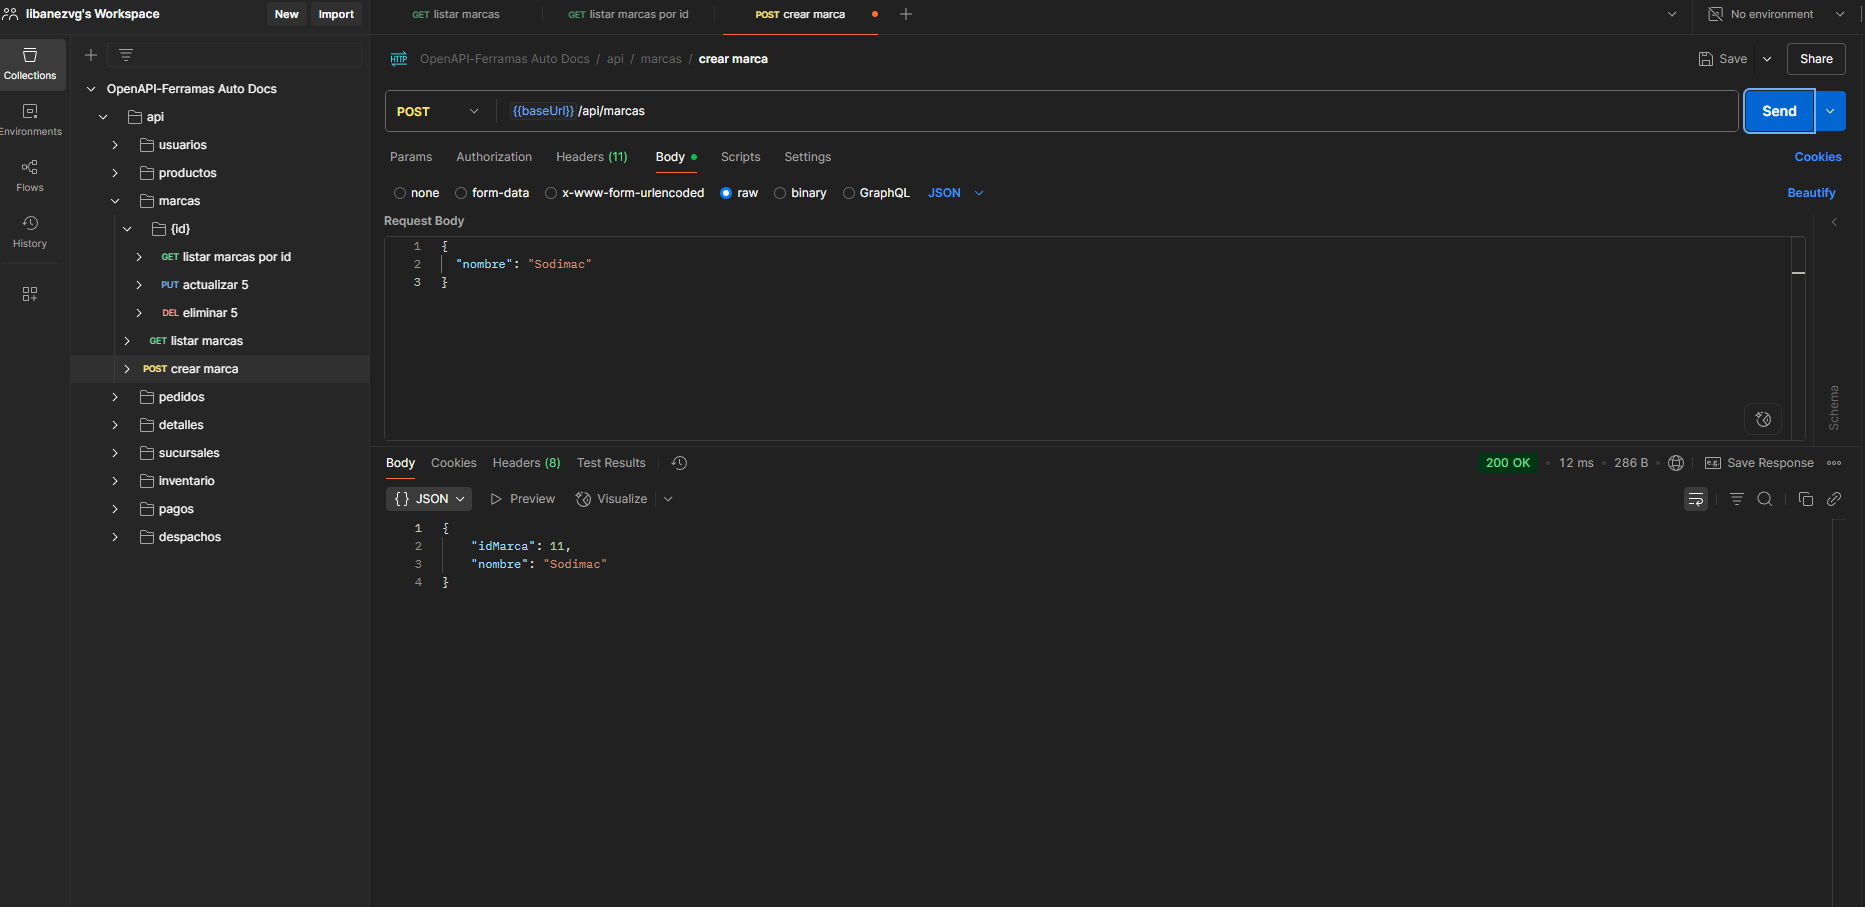 libanezvg's Workspace
New
Import
GET listar marcas
GET listar marcas por id
POST crear marca
No environment
Collections
Environments
Flows
History
OpenAPI-Ferramas Auto Docs
api
usuarios
productos
marcas
{id}
GET listar marcas por id
PUT actualizar 5
DEL eliminar 5
GET listar marcas
POST crear marca
pedidos
detalles
sucursales
inventario
pagos
despachos
HTTP OpenAPI-Ferramas Auto Docs / api / marcas / crear marca
Save
Share
POST
{{baseUrl}} /api/marcas
Send
Params
Authorization
Headers (11)
Body
Scripts
Settings
Cookies
none
form-data
x-www-form-urlencoded
raw
binary
GraphQL
JSON
Beautify
Request Body
1 {
2 "nombre": "Sodimac"
3 }
Schema
Body
Cookies
Headers (8)
Test Results
200 OK
12 ms
286 B
e.g. Save Response
{} JSON
Preview
Visualize
1 {
2 "idMarca": 11,
3 "nombre": "Sodimac"
4 }